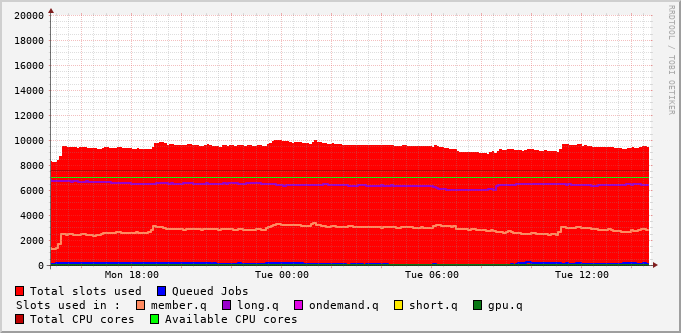 RRDTOOL / TOBI OETIKER
20000
18000
16000
14000
12000
10000
8000
6000
4000
2000
0
Mon 18:00 Tue 00:00 Tue 06:00 Tue 12:00
Total slots used Queued Jobs
Slots used in : member.q long.q ondemand.q short.q gpu.q
Total CPU cores Available CPU cores